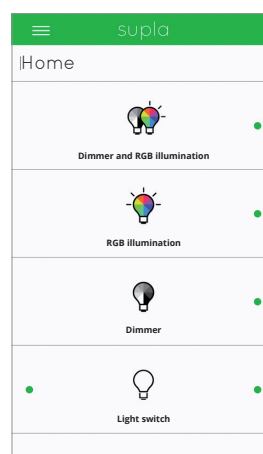 supla
Home
Dimmer and RGB illumination
RGB illumination
Dimmer
Light switch